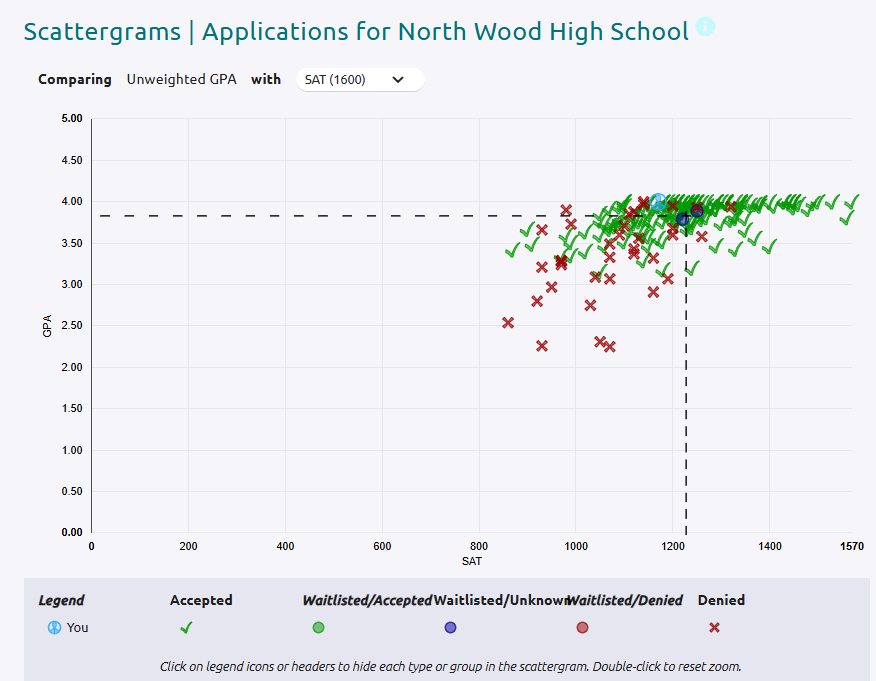 Scattergrams | Applications for North Wood High School i
Comparing Unweighted GPA with SAT (1600)
5.00
4.50
4.00
3.50
3.00
2.50
2.00
1.50
1.00
0.50
0.00
GPA
0 200 400 600 800 1000 1200 1400 1570
SAT
Legend Accepted Waitlisted/Accepted Waitlisted/Unknown Waitlisted/Denied Denied
You
Click on legend icons or headers to hide each type or group in the scattergram. Double-click to reset zoom.